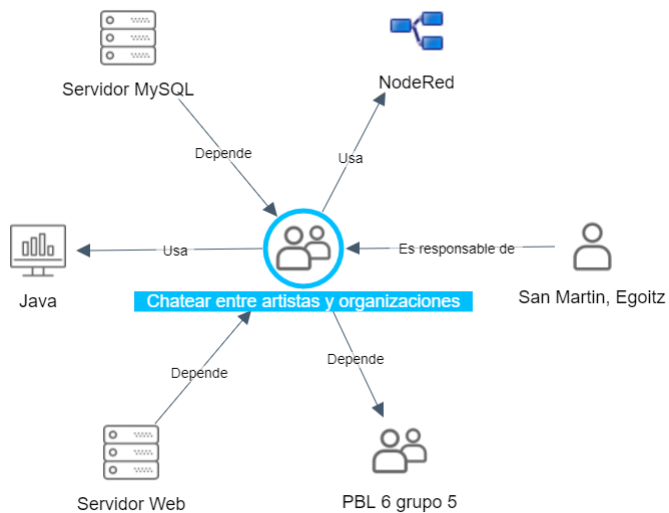 Servidor MySQL
NodeRed
Depende
Usa
Java
Usa
Es responsable de
San Martin, Egoitz
Chatear entre artistas y organizaciones
Depende
Depende
Servidor Web
PBL 6 grupo 5